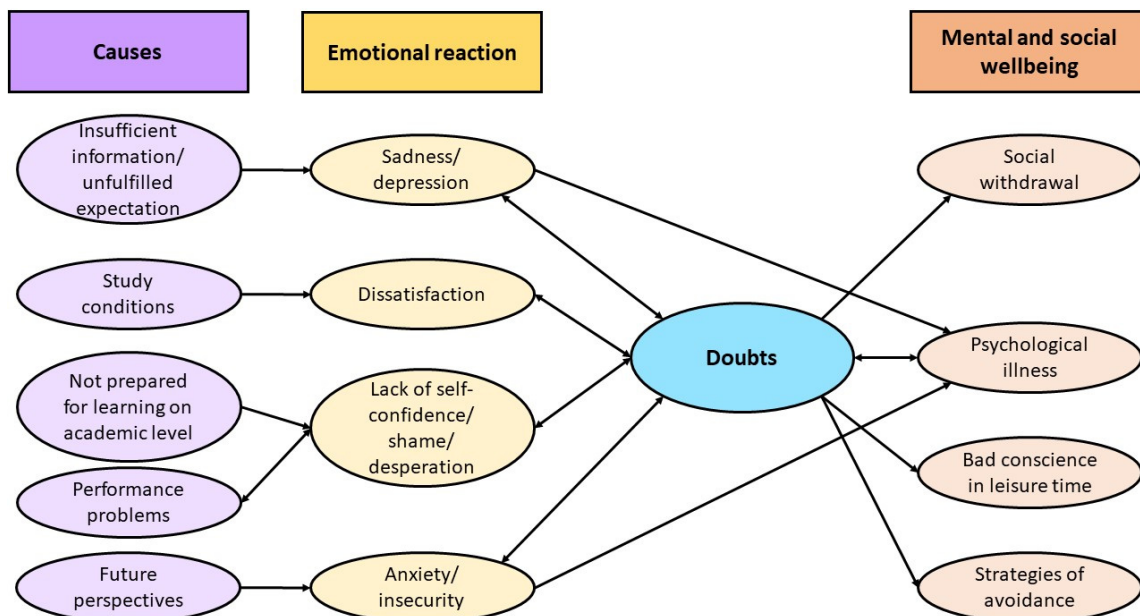 Causes
Emotional reaction
Mental and social
wellbeing
Insufficient
information/
unfulfilled
expectation
Sadness/
depression
Social
withdrawal
Study
conditions
Dissatisfaction
Doubts
Psychological
illness
Not prepared
for learning on
academic level
Lack of self-
confidence/
shame/
desperation
Performance
problems
Bad conscience
in leisure time
Future
perspectives
Anxiety/
insecurity
Strategies of
avoidance